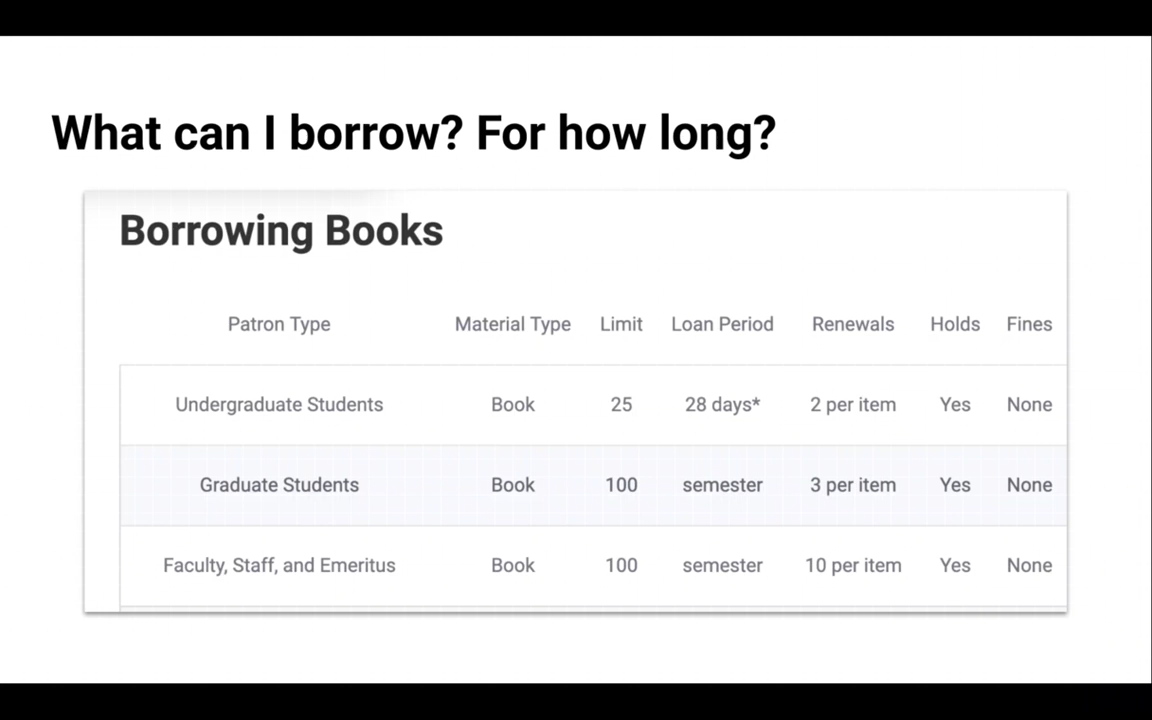 What can I borrow? For how long?
Borrowing Books
Patron Type Material Type Limit Loan Period Renewals Holds Fines
Undergraduate Students Book 25 28 days* 2 per item Yes None
Graduate Students Book 100 semester 3 per item Yes None
Faculty, Staff, and Emeritus Book 100 semester 10 per item Yes None